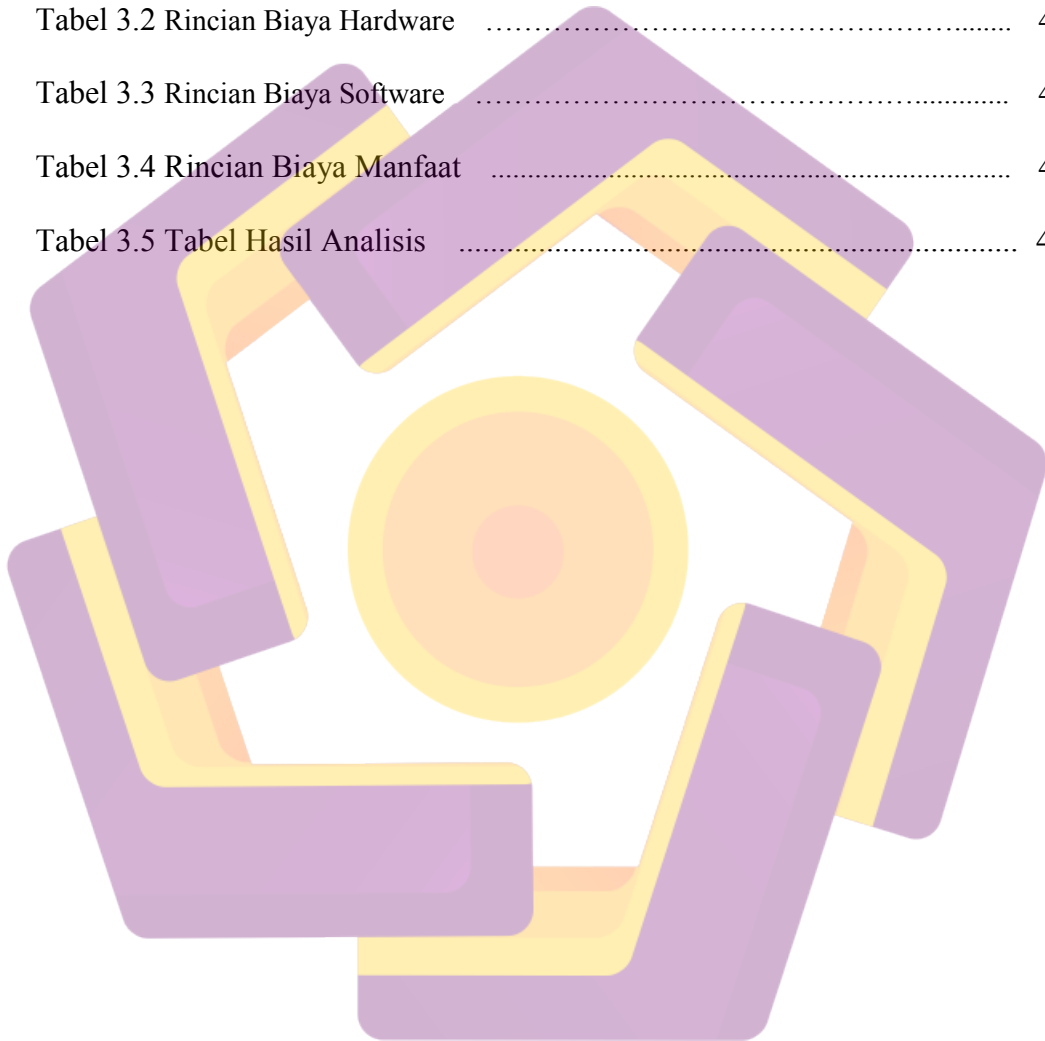 Tabel 3.2 Rincian Biaya Hardware ………………………………………….......  4
Tabel 3.3 Rincian Biaya Software ………………………………………............  4
Tabel 3.4 Rincian Biaya Manfaat ..........................................................................  4
Tabel 3.5 Tabel Hasil Analisis ...............................................................................  4